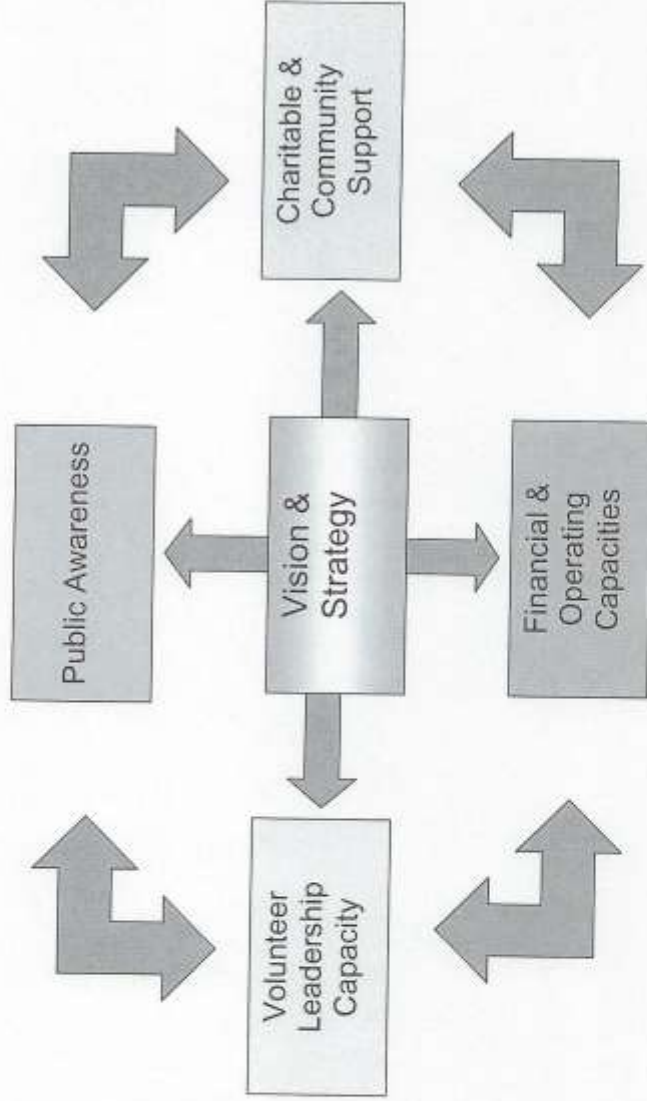 Volunteer
Leadership
Capacity
Financial &
Operating
Capacities
Vision &
Strategy
Public Awareness
Charitable &
Community
Support